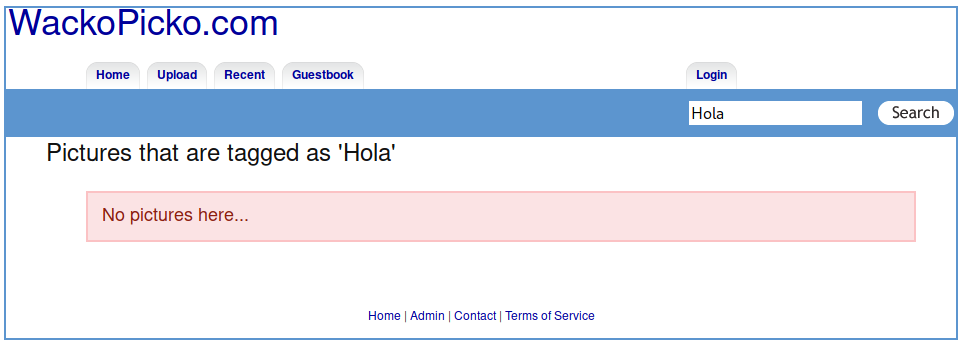 WackoPicko.com
Home Upload Recent Guestbook Login
Hola Search
Pictures that are tagged as 'Hola'
No pictures here...
Home | Admin | Contact | Terms of Service